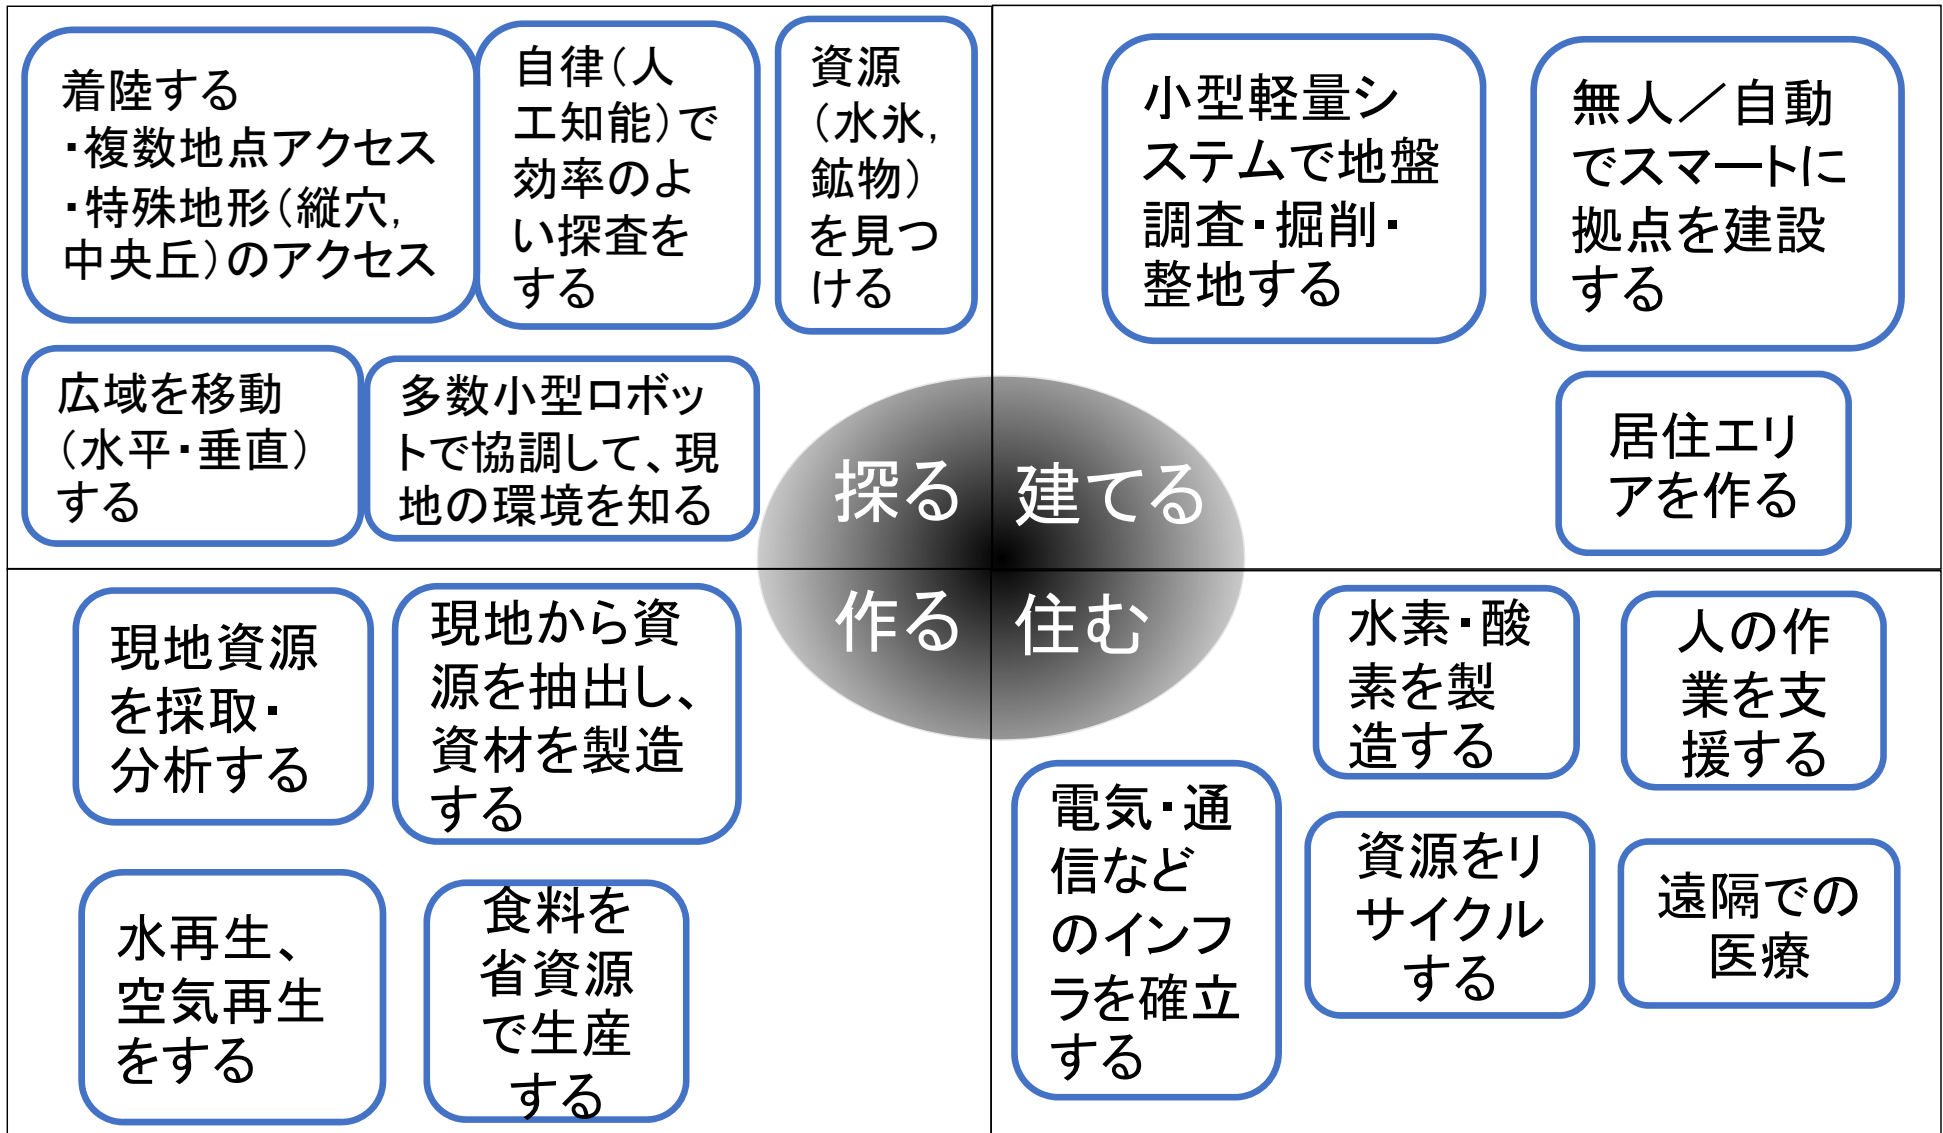 着陸する
・複数地点アクセス
・特殊地形（縦穴，
中央丘）のアクセス
自律（人
工知能）で
効率のよ
い探査を
する
資源
（水氷，
鉱物）
を見つ
ける
広域を移動
（水平・垂直）
する
多数小型ロボッ
トで協調して、現
地の環境を知る
探る
小型軽量シ
ステムで地盤
調査・掘削・
整地する
無人／自動
でスマートに
拠点を建設
する
居住エリ
アを作る
建てる
作る
現地資源
を採取・
分析する
現地から資
源を抽出し、
資材を製造
する
水再生、
空気再生
をする
食料を
省資源
で生産
する
住む
水素・酸
素を製
造する
人の作
業を支
援する
電気・通
信など
のインフ
ラを確立
する
資源をリ
サイクル
する
遠隔での
医療